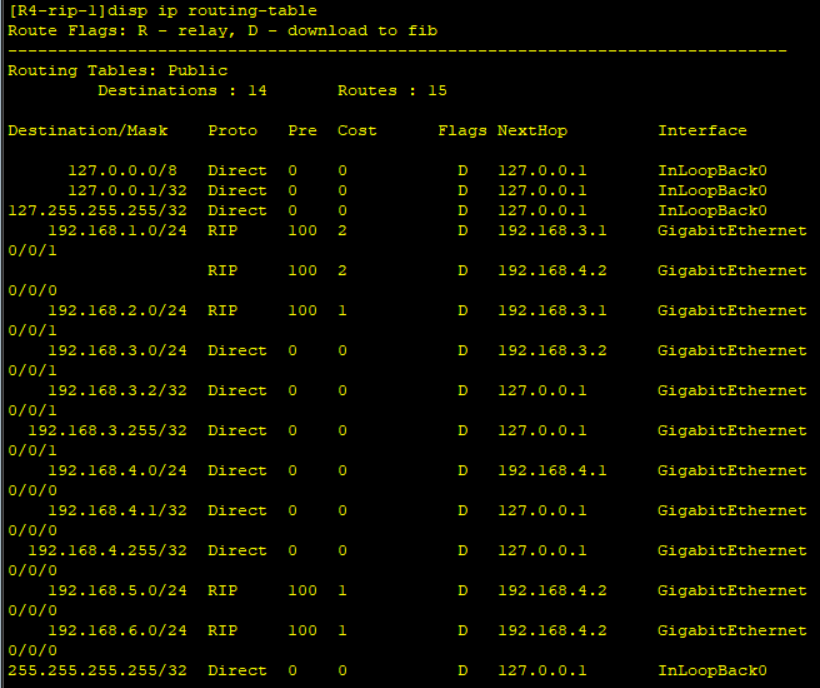 [R4-rip-1]disp ip routing-table
Route Flags: R - relay, D - download to fib
------------------------------------------------------------------------------
Routing Tables: Public
         Destinations : 14       Routes : 15

Destination/Mask    Proto   Pre  Cost      Flags NextHop         Interface

      127.0.0.0/8   Direct  0    0           D   127.0.0.1       InLoopBack0
      127.0.0.1/32  Direct  0    0           D   127.0.0.1       InLoopBack0
127.255.255.255/32  Direct  0    0           D   127.0.0.1       InLoopBack0
    192.168.1.0/24  RIP     100  2           D   192.168.3.1     GigabitEthernet
0/0/1
                    RIP     100  2           D   192.168.4.2     GigabitEthernet
0/0/0
    192.168.2.0/24  RIP     100  1           D   192.168.3.1     GigabitEthernet
0/0/1
    192.168.3.0/24  Direct  0    0           D   192.168.3.2     GigabitEthernet
0/0/1
    192.168.3.2/32  Direct  0    0           D   127.0.0.1       GigabitEthernet
0/0/1
  192.168.3.255/32  Direct  0    0           D   127.0.0.1       GigabitEthernet
0/0/1
    192.168.4.0/24  Direct  0    0           D   192.168.4.1     GigabitEthernet
0/0/0
    192.168.4.1/32  Direct  0    0           D   127.0.0.1       GigabitEthernet
0/0/0
  192.168.4.255/32  Direct  0    0           D   127.0.0.1       GigabitEthernet
0/0/0
    192.168.5.0/24  RIP     100  1           D   192.168.4.2     GigabitEthernet
0/0/0
    192.168.6.0/24  RIP     100  1           D   192.168.4.2     GigabitEthernet
0/0/0
255.255.255.255/32  Direct  0    0           D   127.0.0.1       InLoopBack0